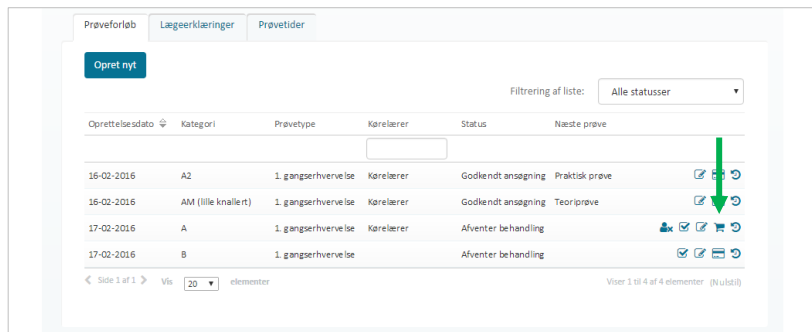 Prøveforløb Lægeerklæringer Prøvetider
Opret nyt
Filtrering af liste: Alle statusser
Oprettelsesdato Kategori Prøvetype Kørelærer Status Næste prøve
16-02-2016 A2 1. gangserhvervelse Kørelærer Godkendt ansøgning Praktisk prøve
16-02-2016 AM (lille knallert) 1. gangserhvervelse Kørelærer Godkendt ansøgning Teoriprøve
17-02-2016 A 1. gangserhvervelse Kørelærer Afventer behandling
17-02-2016 B 1. gangserhvervelse Afventer behandling
Side 1 af 1 Vis 20 elementer Viser 1 til 4 af 4 elementer (Nulstil)